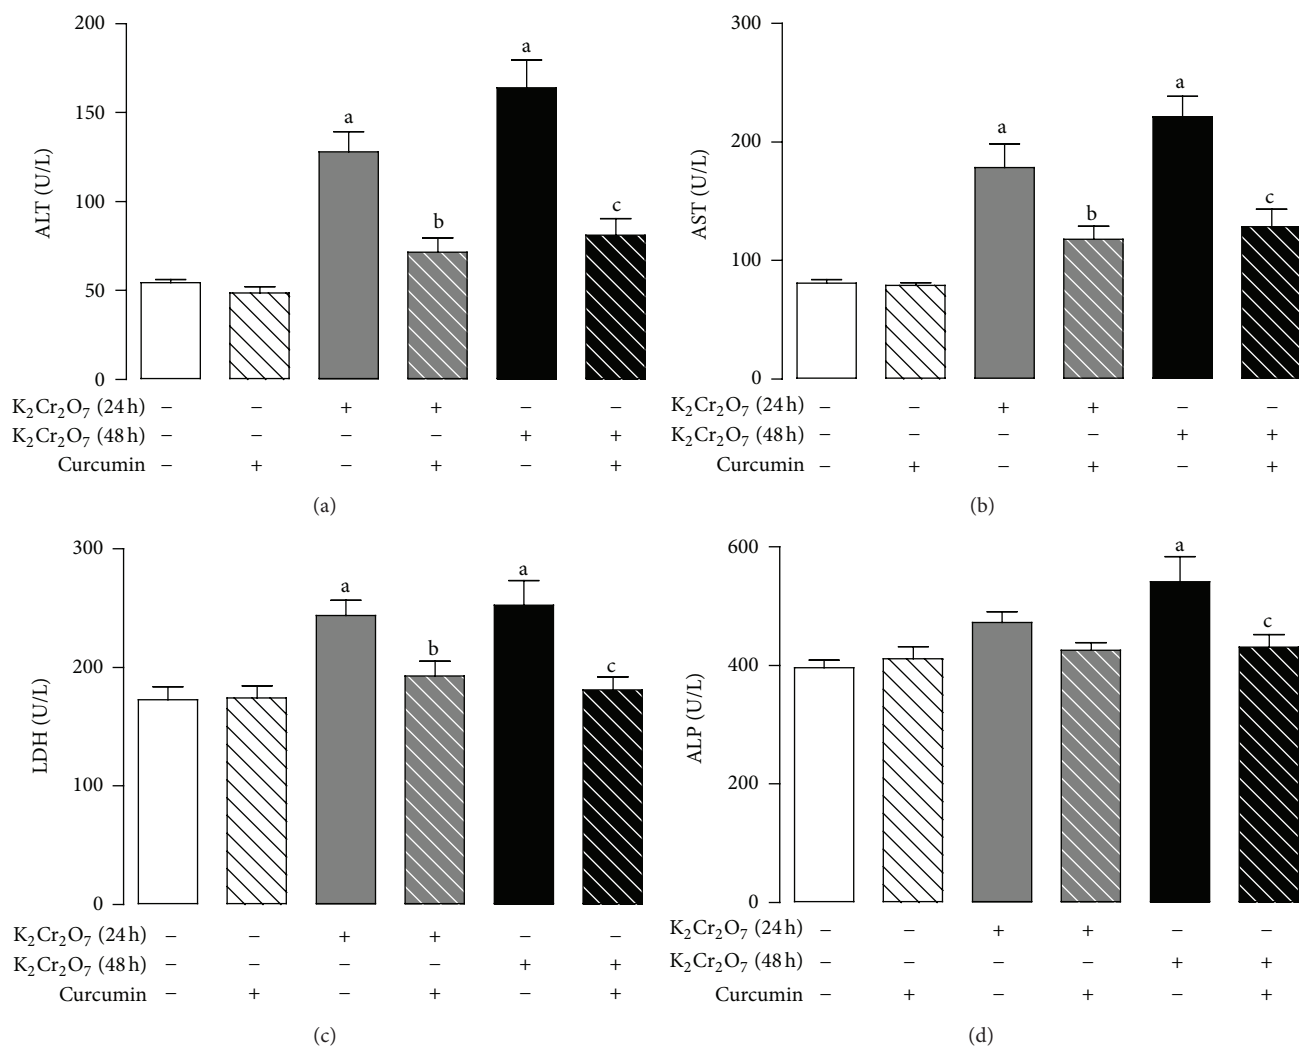 200
150
100
50
0
ALT (U/L)
a
b
a
c
K₂Cr₂O₇ (24 h) − − + + − −
K₂Cr₂O₇ (48 h) − − − − + +
Curcumin − + − + − +
(a)
300
200
100
0
AST (U/L)
a
b
a
c
K₂Cr₂O₇ (24 h) − − + + − −
K₂Cr₂O₇ (48 h) − − − − + +
Curcumin − + − + − +
(b)
300
200
100
0
LDH (U/L)
a
b
a
c
K₂Cr₂O₇ (24 h) − − + + − −
K₂Cr₂O₇ (48 h) − − − − + +
Curcumin − + − + − +
(c)
600
400
200
0
ALP (U/L)
a
c
K₂Cr₂O₇ (24 h) − − + + − −
K₂Cr₂O₇ (48 h) − − − − + +
Curcumin − + − + − +
(d)